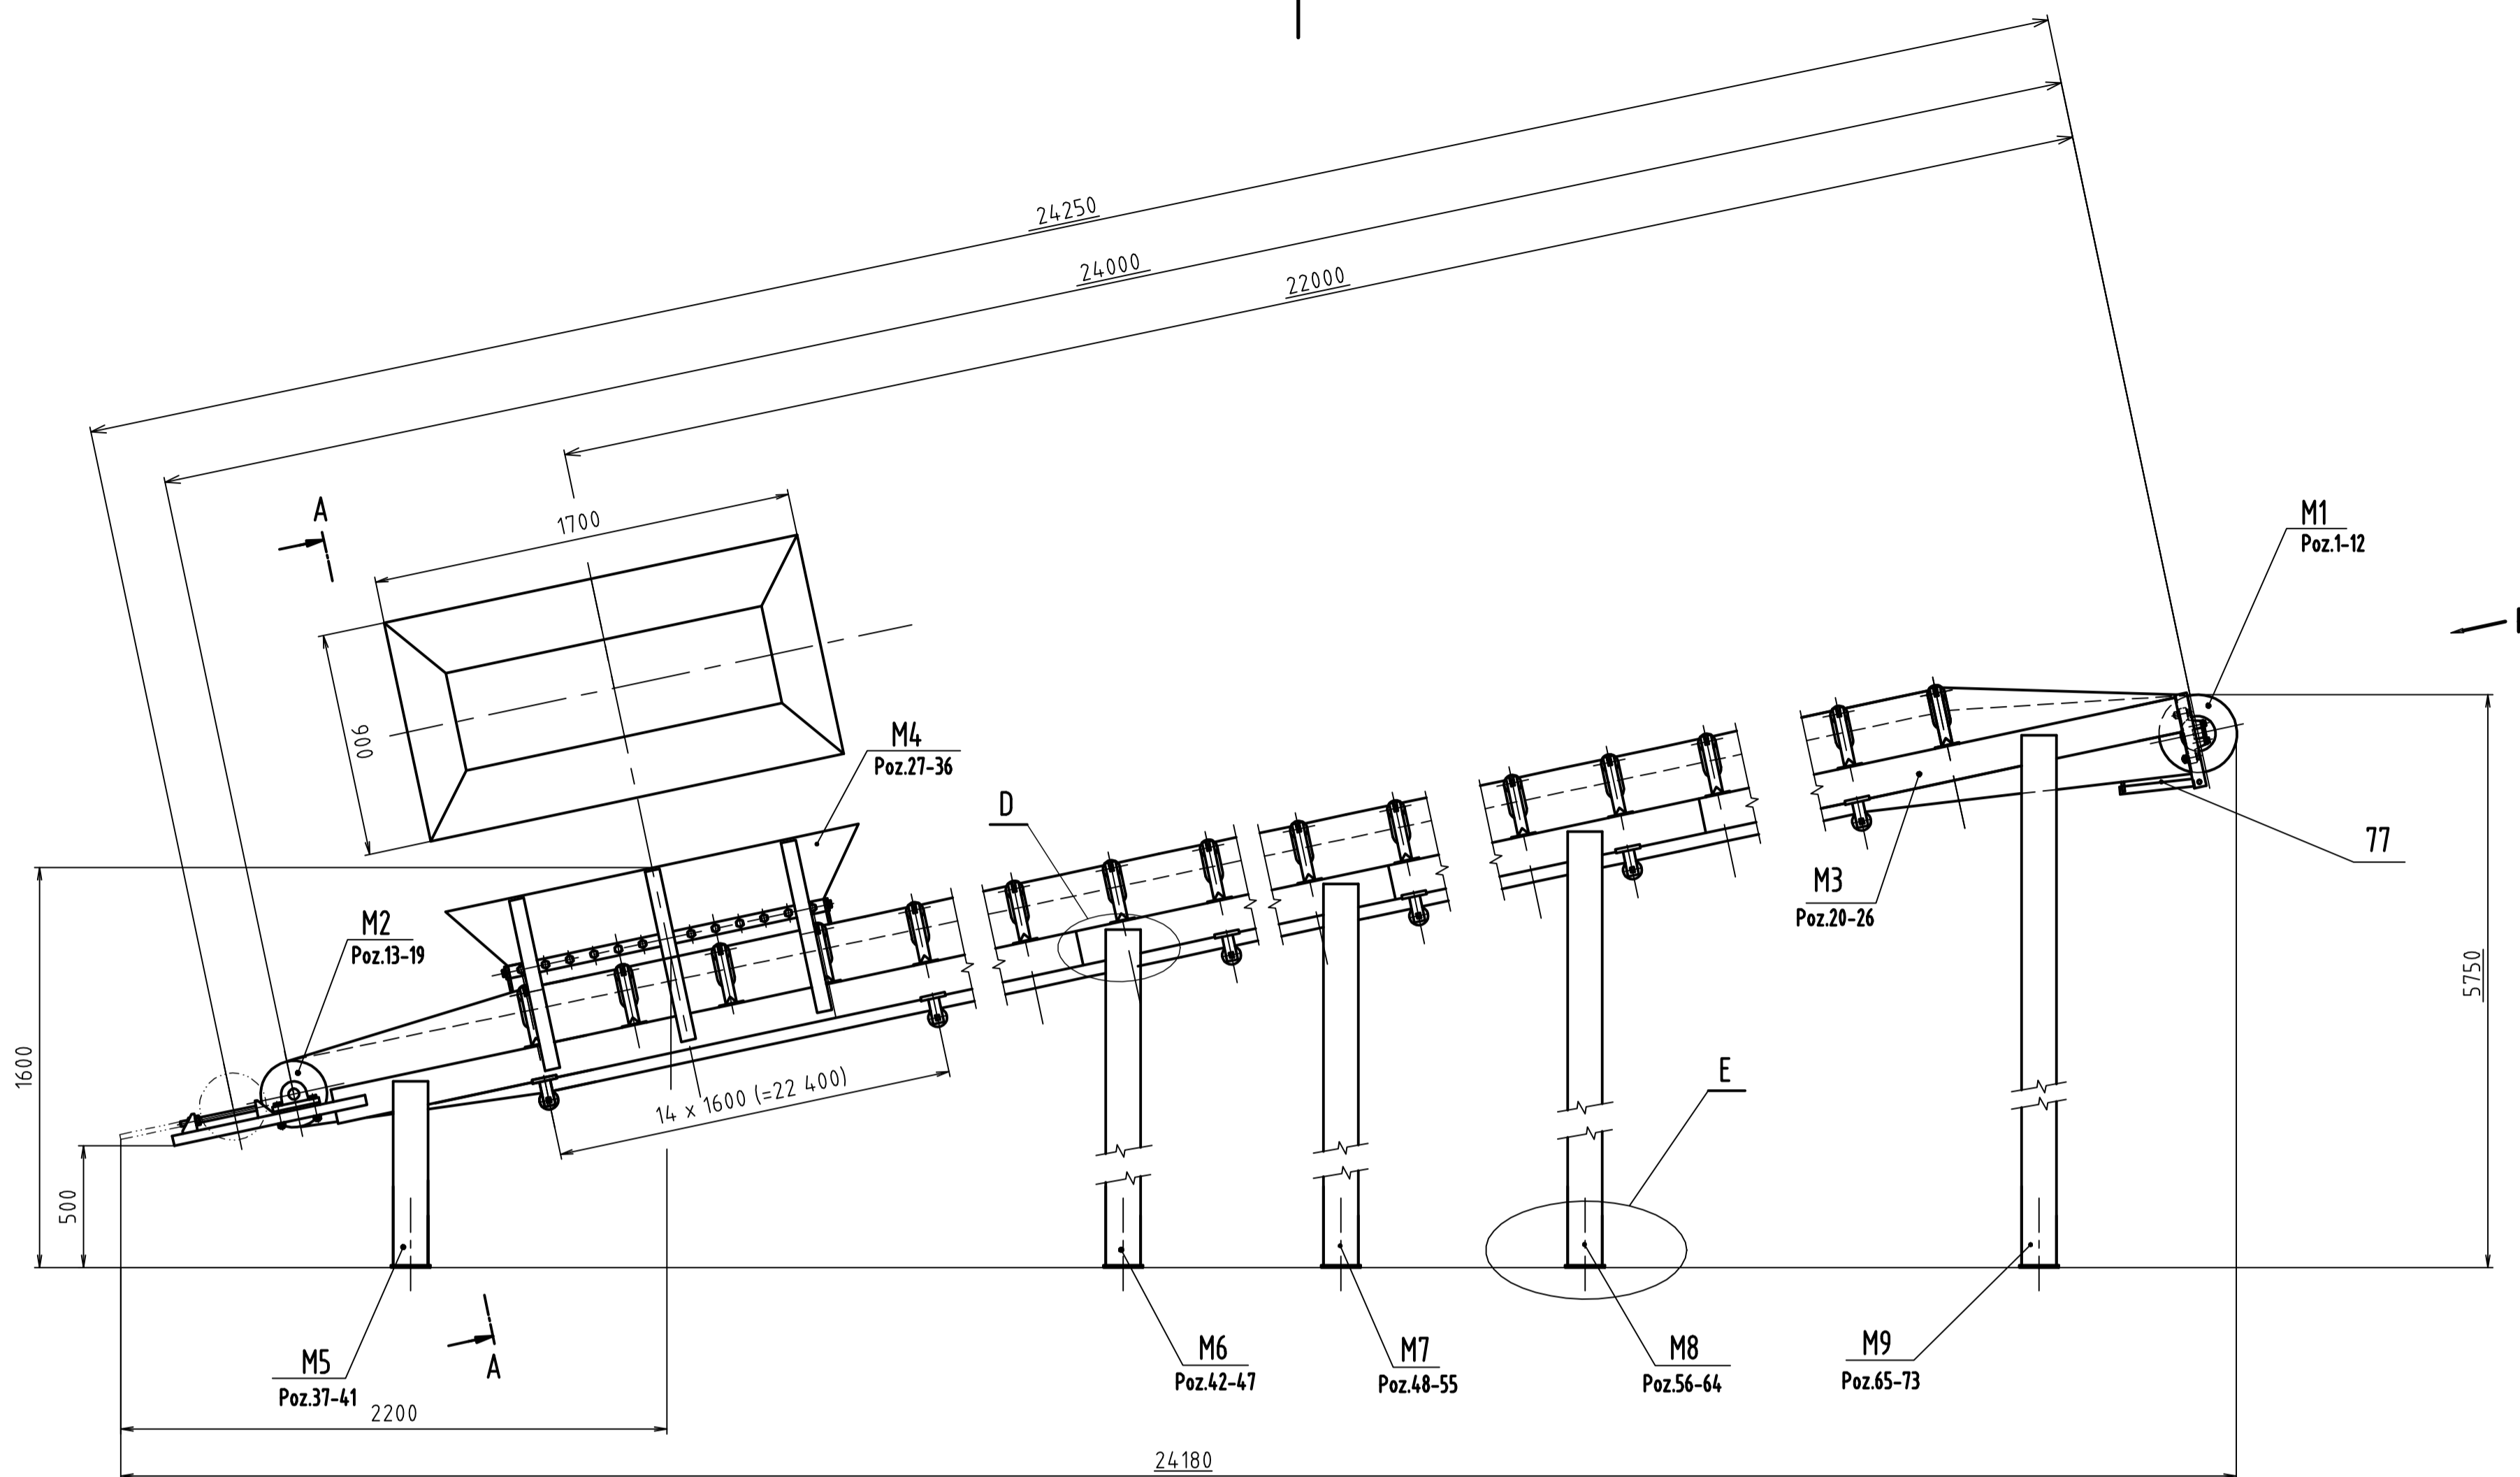 24250
24000
22000
A
1700
M1
Poz.1-12
900
M4
Poz.27-36
D
77
M3
Poz.20-26
M2
Poz.13-19
5750
1600
14 x 1600 (=22 400)
E
500
M5
Poz.37-41
A
M6
Poz.42-47
M7
Poz.48-55
M8
Poz.56-64
M9
Poz.65-73
2200
24180